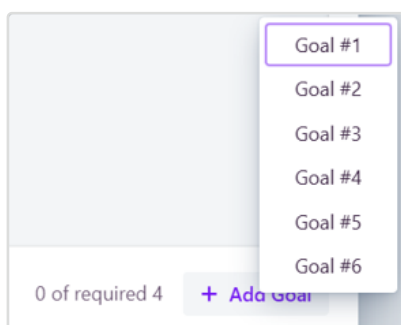 Goal #1
Goal #2
Goal #3
Goal #4
Goal #5
Goal #6
0 of required 4
+ Add Goal